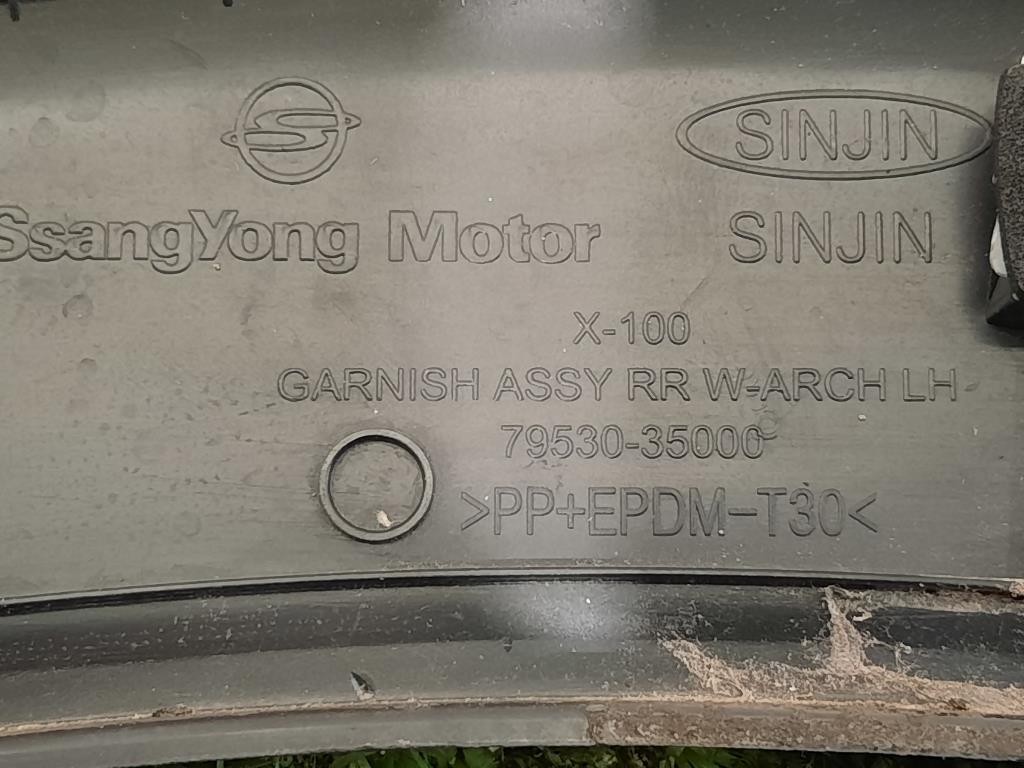 SINJIN
SsangYong Motor SINJIN
X-100
GARNISH ASSY RR W-ARCH LH
79530-35000
>PP+EPDM-T30<